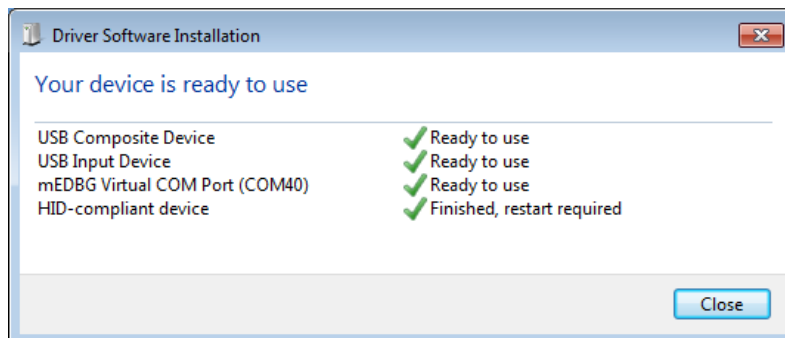 Driver Software Installation
Your device is ready to use
USB Composite Device Ready to use
USB Input Device Ready to use
mEDBG Virtual COM Port (COM40) Ready to use
HID-compliant device Finished, restart required
Close